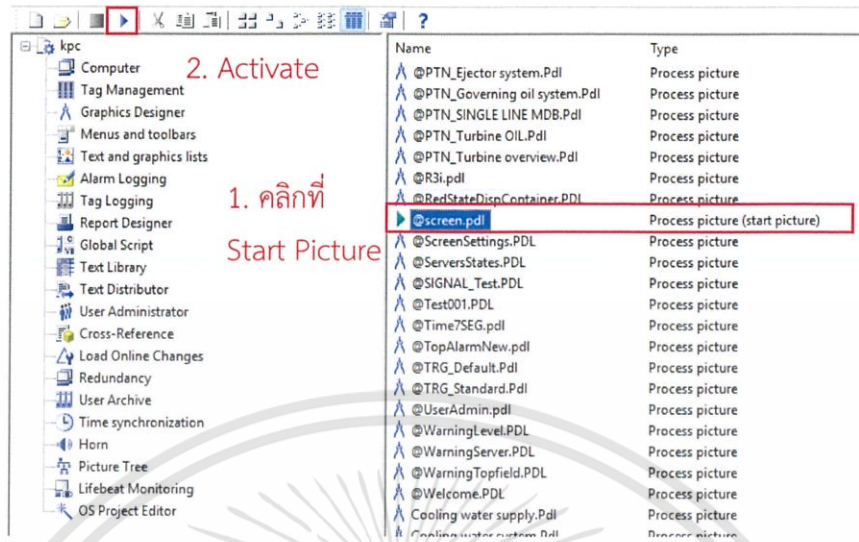 ?
kpc
Computer
Tag Management
Graphics Designer
Menus and toolbars
Text and graphics lists
Alarm Logging
Tag Logging
Report Designer
Global Script
Text Library
Text Distributor
User Administrator
Cross-Reference
Load Online Changes
Redundancy
User Archive
Time synchronization
Horn
Picture Tree
Lifebeat Monitoring
OS Project Editor
2. Activate
1. คลิกที่
Start Picture
Name Type
@PTN_Ejector system.Pdl Process picture
@PTN_Governing oil system.Pdl Process picture
@PTN_SINGLE LINE MDB.Pdl Process picture
@PTN_Turbine OIL.Pdl Process picture
@PTN_Turbine overview.Pdl Process picture
@R3i.pdl Process picture
@RedStateDispContainer.PDL Process picture
@screen.pdl Process picture (start picture)
@ScreenSettings.PDL Process picture
@ServersStates.PDL Process picture
@SIGNAL_Test.PDL Process picture
@Test001.PDL Process picture
@Time7SEG.pdl Process picture
@TopAlarmNew.pdl Process picture
@TRG_Default.Pdl Process picture
@TRG_Standard.Pdl Process picture
@UserAdmin.pdl Process picture
@WarningLevel.PDL Process picture
@WarningServer.PDL Process picture
@WarningTopfield.PDL Process picture
@Welcome.PDL Process picture
Cooling water supply.Pdl Process picture
Cooling water system.Pdl Process picture